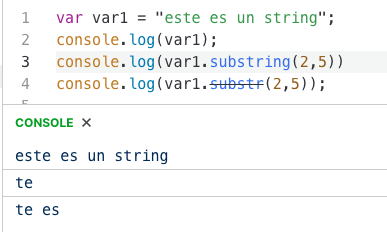 1 var var1 = "este es un string";
2 console.log(var1);
3 console.log(var1.substring(2,5))
4 console.log(var1.substr(2,5));
CONSOLE ×
este es un string
te
te es